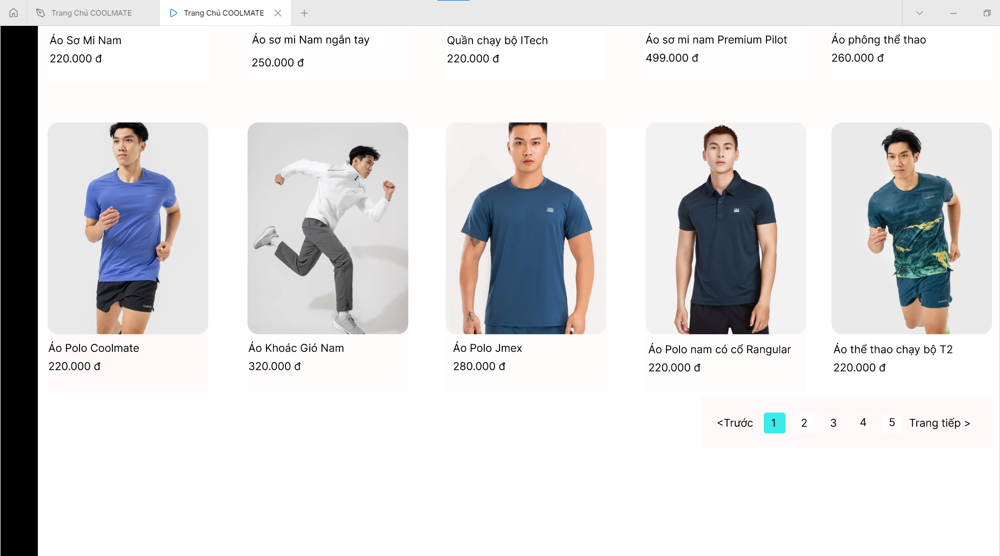 Trang Chủ COOLMATE
Trang Chủ COOLMATE
Áo Sơ Mi Nam
220.000 đ
Áo sơ mi Nam ngắn tay
250.000 đ
Quần chạy bộ ITech
220.000 đ
Áo sơ mi nam Premium Pilot
499.000 đ
Áo phông thể thao
260.000 đ
Áo Polo Coolmate
220.000 đ
Áo Khoác Gió Nam
320.000 đ
Áo Polo Jmex
280.000 đ
Áo Polo nam có cổ Rangular
220.000 đ
Áo thể thao chạy bộ T2
220.000 đ
<Trước 1 2 3 4 5 Trang tiếp >